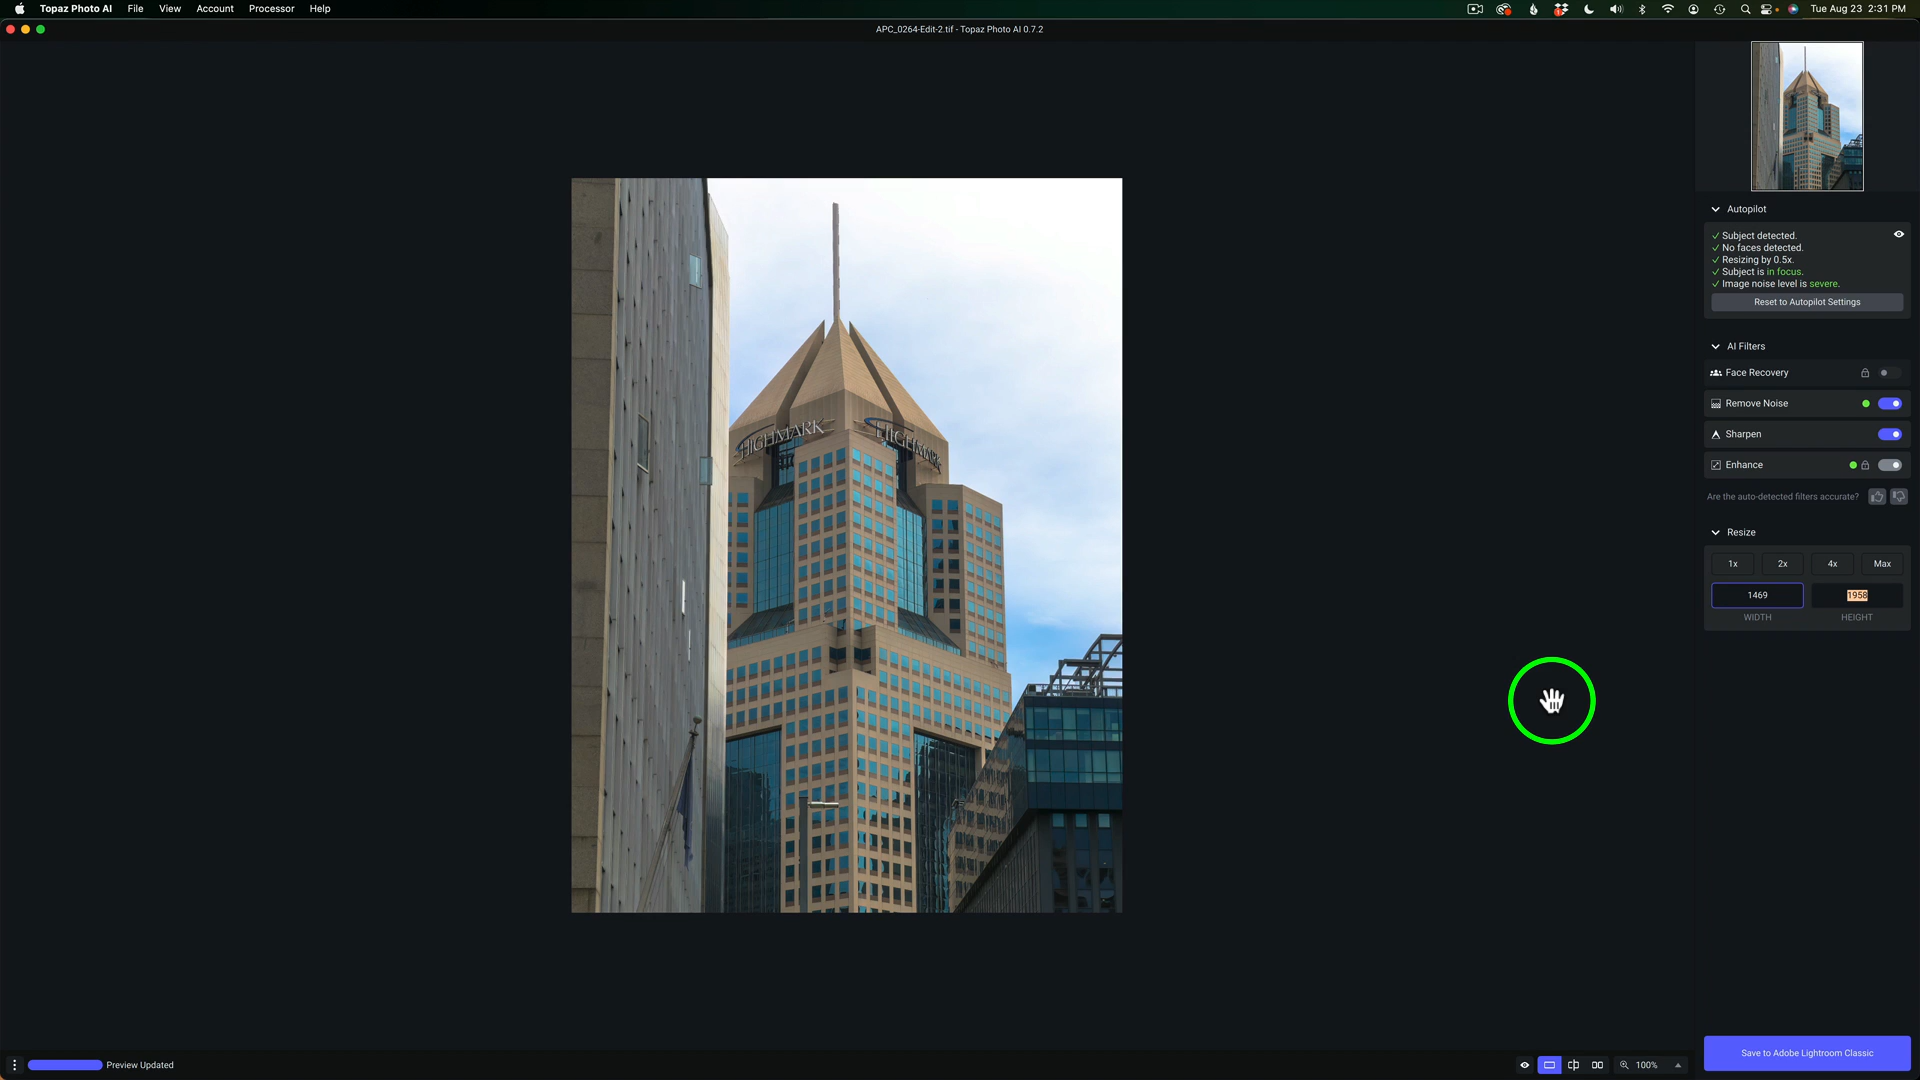 Topaz Photo AI File View Account Processor Help
Tue Aug 23 2:31 PM
APC_0264-Edit-2.tif - Topaz Photo AI 0.7.2
HIGHMARK HIGHMARK
Autopilot
Subject detected.
No faces detected.
Resizing by 0.5x.
Subject is in focus.
Image noise level is severe.
Reset to Autopilot Settings
AI Filters
Face Recovery
Remove Noise
Sharpen
Enhance
Are the auto-detected filters accurate?
Resize
1x 2x 4x Max
1469 1958
WIDTH HEIGHT
Save to Adobe Lightroom Classic
Preview Updated
100%